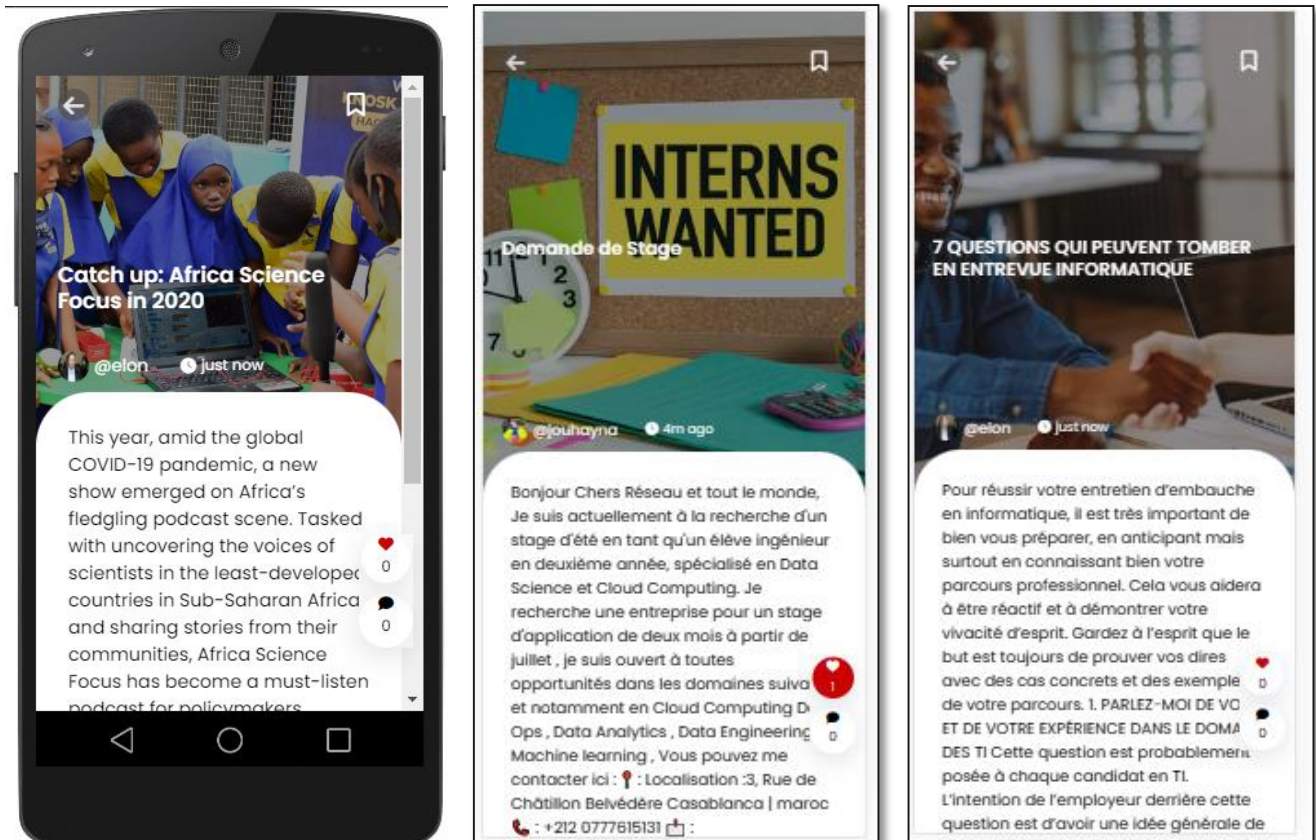 KNOSK
Catch up: Africa Science
Focus in 2020
@elon just now
This year, amid the global
COVID-19 pandemic, a new
show emerged on Africa's
fledgling podcast scene. Tasked
with uncovering the voices of
scientists in the least-developed
countries in Sub-Saharan Africa
and sharing stories from their
communities, Africa Science
Focus has become a must-listen
podcast for policymakers
0
0
INTERNS
WANTED
Demande de Stage
11 1
2
3
7
@jouhayna 4m ago
Bonjour Chers Réseau et tout le monde,
Je suis actuellement à la recherche d'un
stage d'été en tant qu'un élève ingénieur
en deuxième année, spécialisé en Data
Science et Cloud Computing. Je
recherche une entreprise pour un stage
d'application de deux mois à partir de
juillet , je suis ouvert à toutes
opportunités dans les domaines suiva
et notamment en Cloud Computing D
Ops , Data Analytics , Data Engineering
Machine learning , Vous pouvez me
contacter ici : 📍 : Localisation :3, Rue de
Châtillon Belvédère Casablanca | maroc
📞 : +212 0777615131 📩 :
1
0
7 QUESTIONS QUI PEUVENT TOMBER
EN ENTREVUE INFORMATIQUE
@elon just now
Pour réussir votre entretien d'embauche
en informatique, il est très important de
bien vous préparer, en anticipant mais
surtout en connaissant bien votre
parcours professionnel. Cela vous aidera
à être réactif et à démontrer votre
vivacité d'esprit. Gardez à l'esprit que le
but est toujours de prouver vos dires
avec des cas concrets et des exemple
de votre parcours. 1. PARLEZ-MOI DE VO
ET DE VOTRE EXPÉRIENCE DANS LE DOMA
DES TI Cette question est probablement
posée à chaque candidat en TI.
L'intention de l'employeur derrière cette
question est d'avoir une idée générale de
0
0